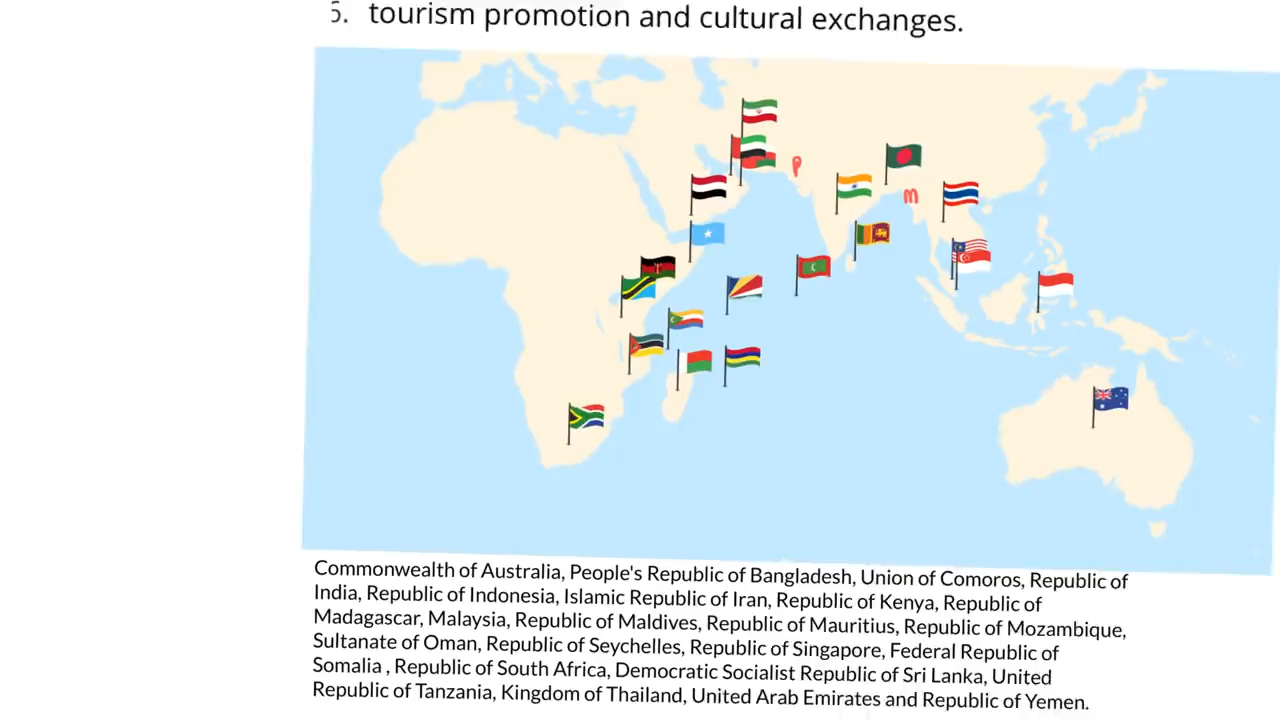 5. tourism promotion and cultural exchanges.
P
m
Commonwealth of Australia, People's Republic of Bangladesh, Union of Comoros, Republic of
India, Republic of Indonesia, Islamic Republic of Iran, Republic of Kenya, Republic of
Madagascar, Malaysia, Republic of Maldives, Republic of Mauritius, Republic of Mozambique,
Sultanate of Oman, Republic of Seychelles, Republic of Singapore, Federal Republic of
Somalia , Republic of South Africa, Democratic Socialist Republic of Sri Lanka, United
Republic of Tanzania, Kingdom of Thailand, United Arab Emirates and Republic of Yemen.